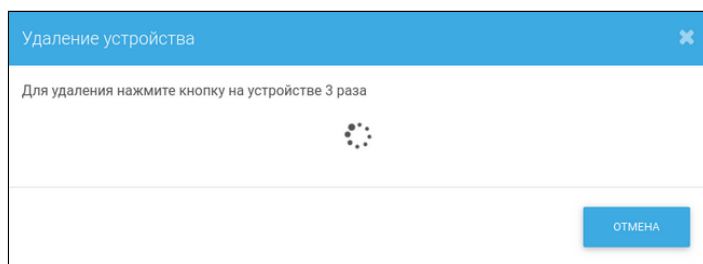 Удаление устройства
Для удаления нажмите кнопку на устройстве 3 раза
ОТМЕНА